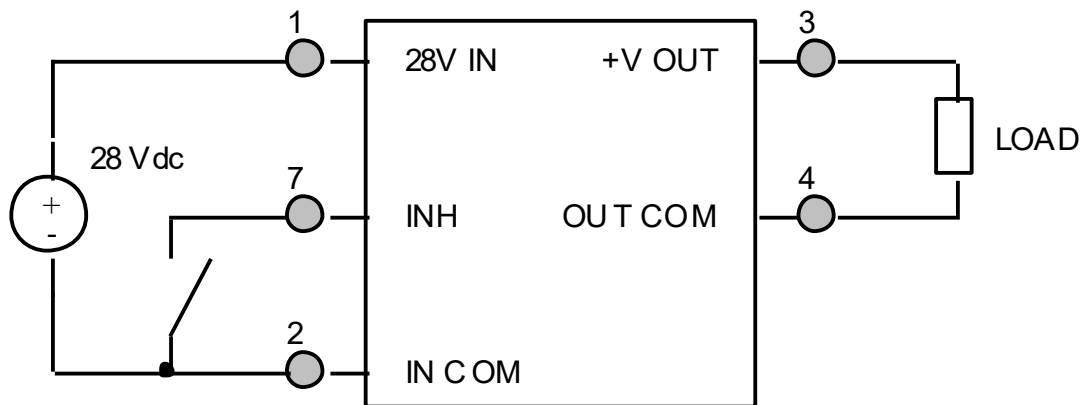 1
3
28V IN
+V OUT
28 Vdc
+
-
LOAD
7
4
INH
OUT COM
2
IN COM